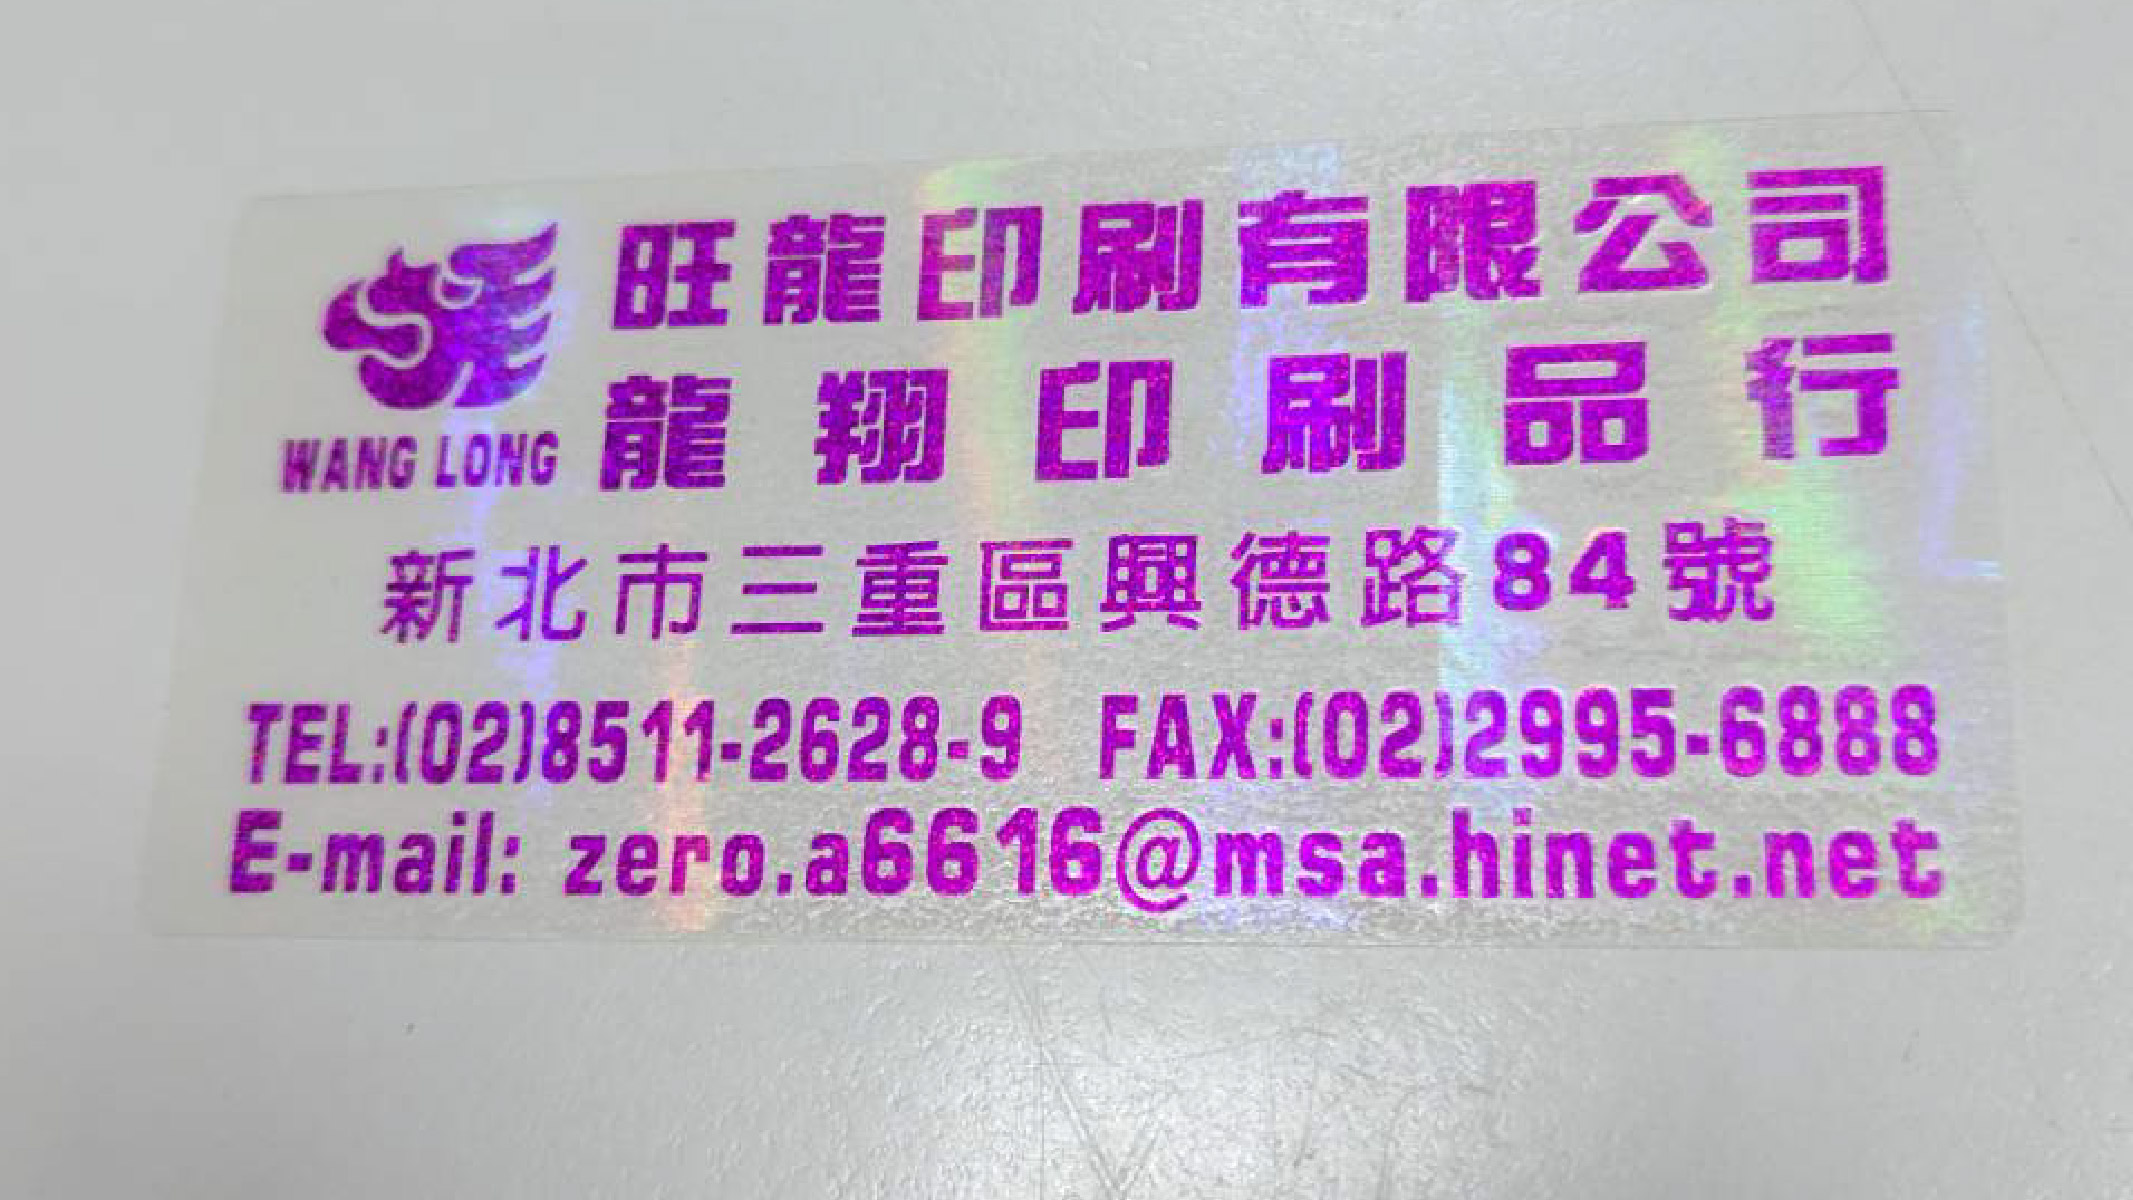 旺龍印刷有限公司
龍翔印刷品行
WANG LONG
新北市三重區興德路84號
TEL:(02)8511-2628-9 FAX:(02)2995-6888
E-mail: zero.a6616@msa.hinet.net